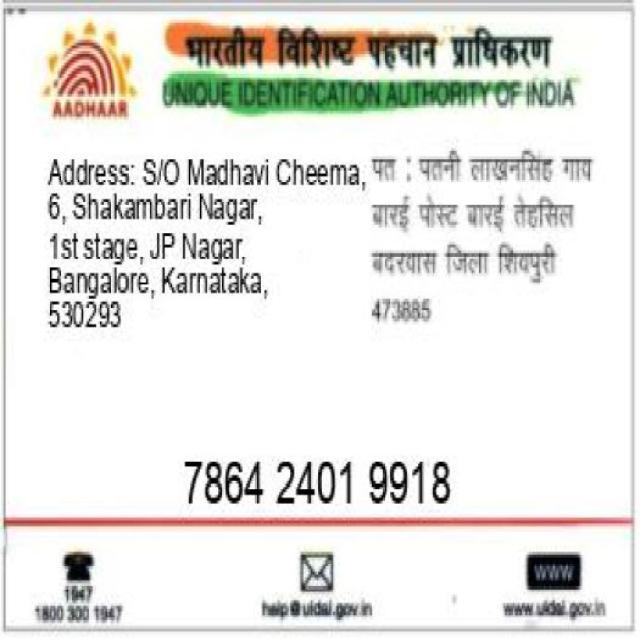 भारतीय विशिष्ट पहचान प्राधिकरण
AADHAAR
UNIQUE IDENTIFICATION AUTHORITY OF INDIA
Address: S/O Madhavi Cheema,
6, Shakambari Nagar,
1st stage, JP Nagar,
Bangalore, Karnataka,
530293
पत : पतनी लाखनसिंह गाव
बारई पोस्ट बारई तेहसिल
बदरवास जिला शिवपुरी
473885
7864 2401 9918
1947
1800 300 1947
help@uidai.gov.in
www
www.uidai.gov.in